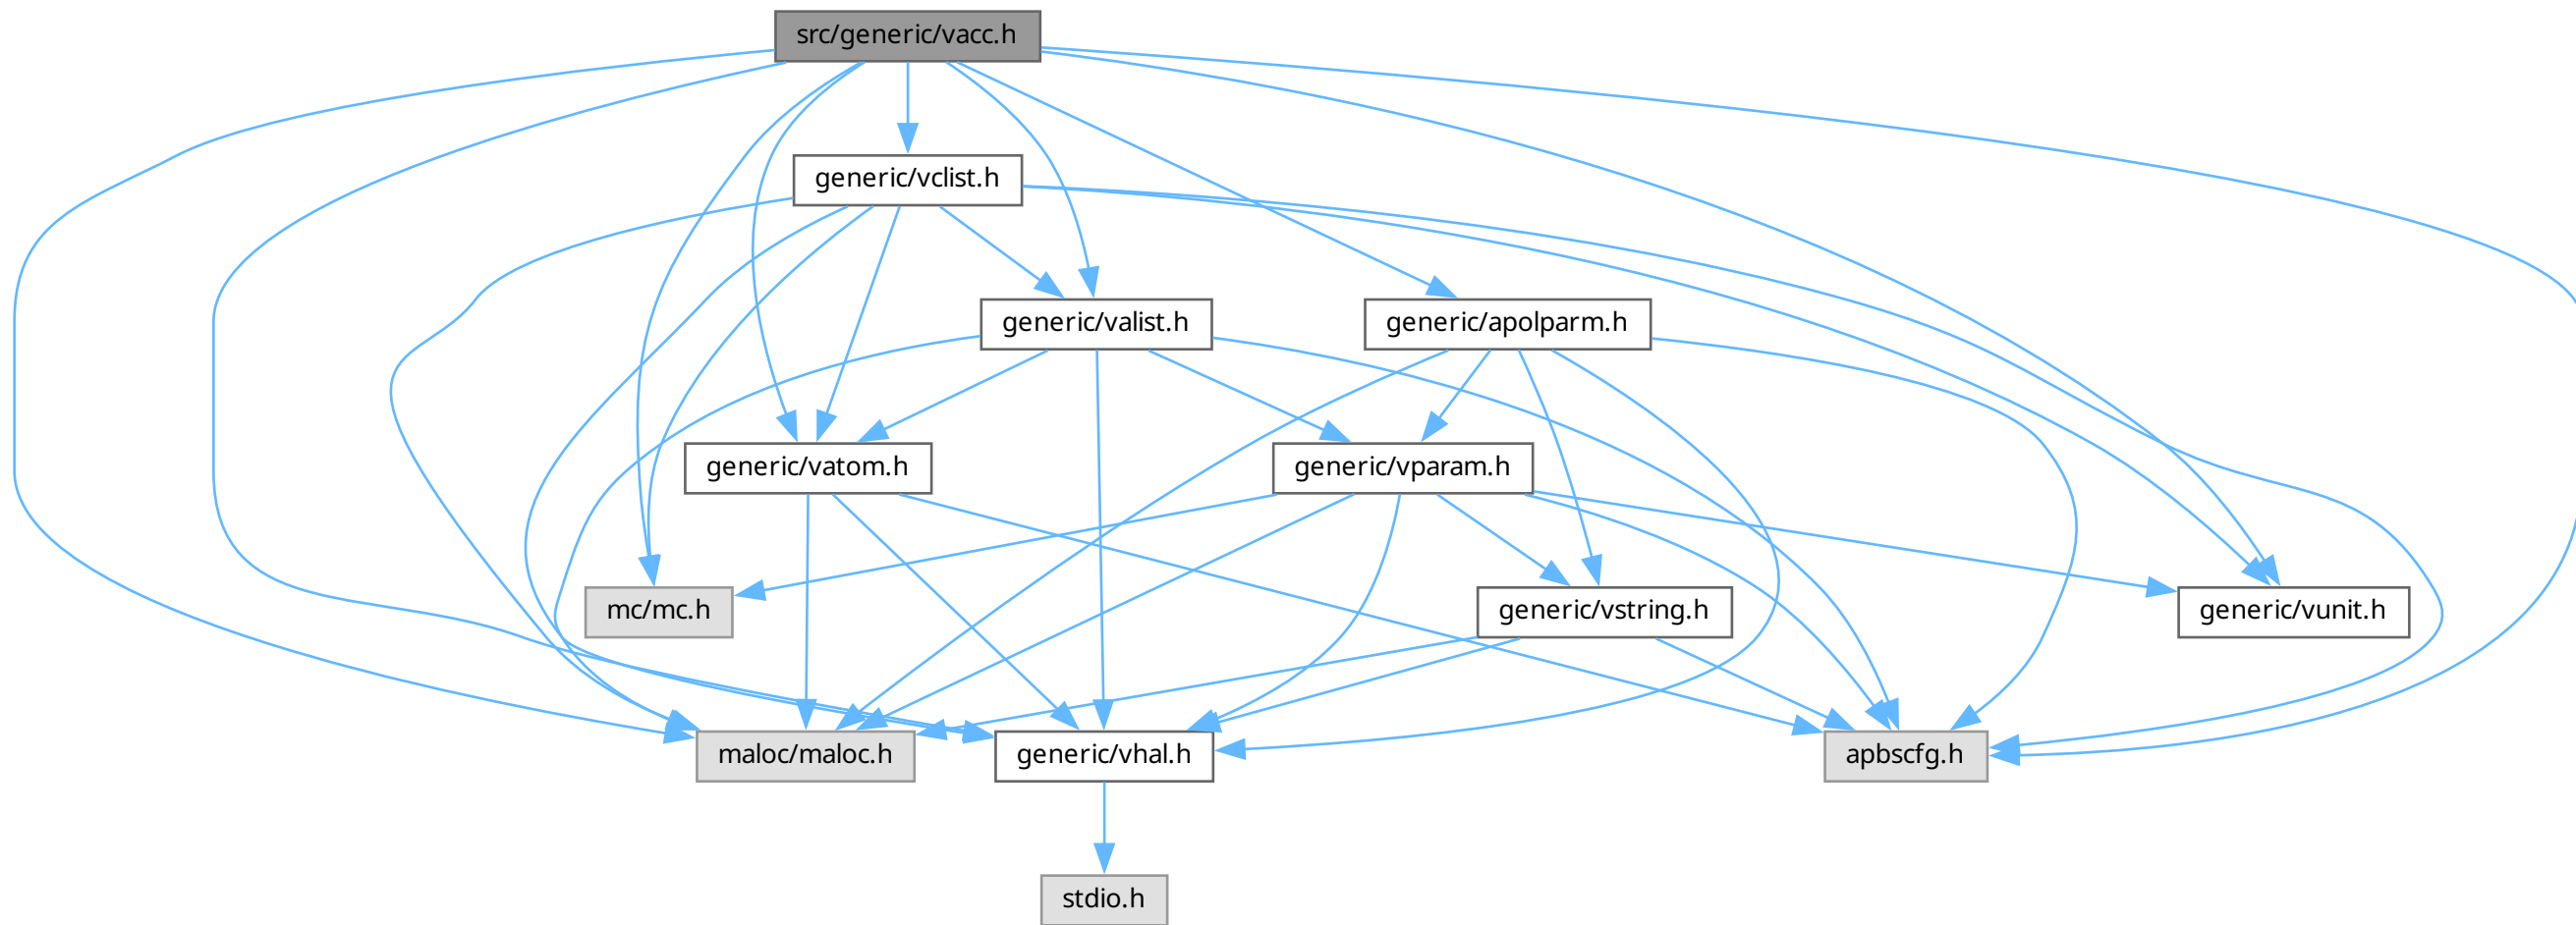 src/generic/vacc.h
generic/vclist.h
generic/valist.h
generic/apolparm.h
generic/vatom.h
generic/vparam.h
mc/mc.h
generic/vstring.h
generic/vunit.h
maloc/maloc.h
generic/vhal.h
apbscfg.h
stdio.h